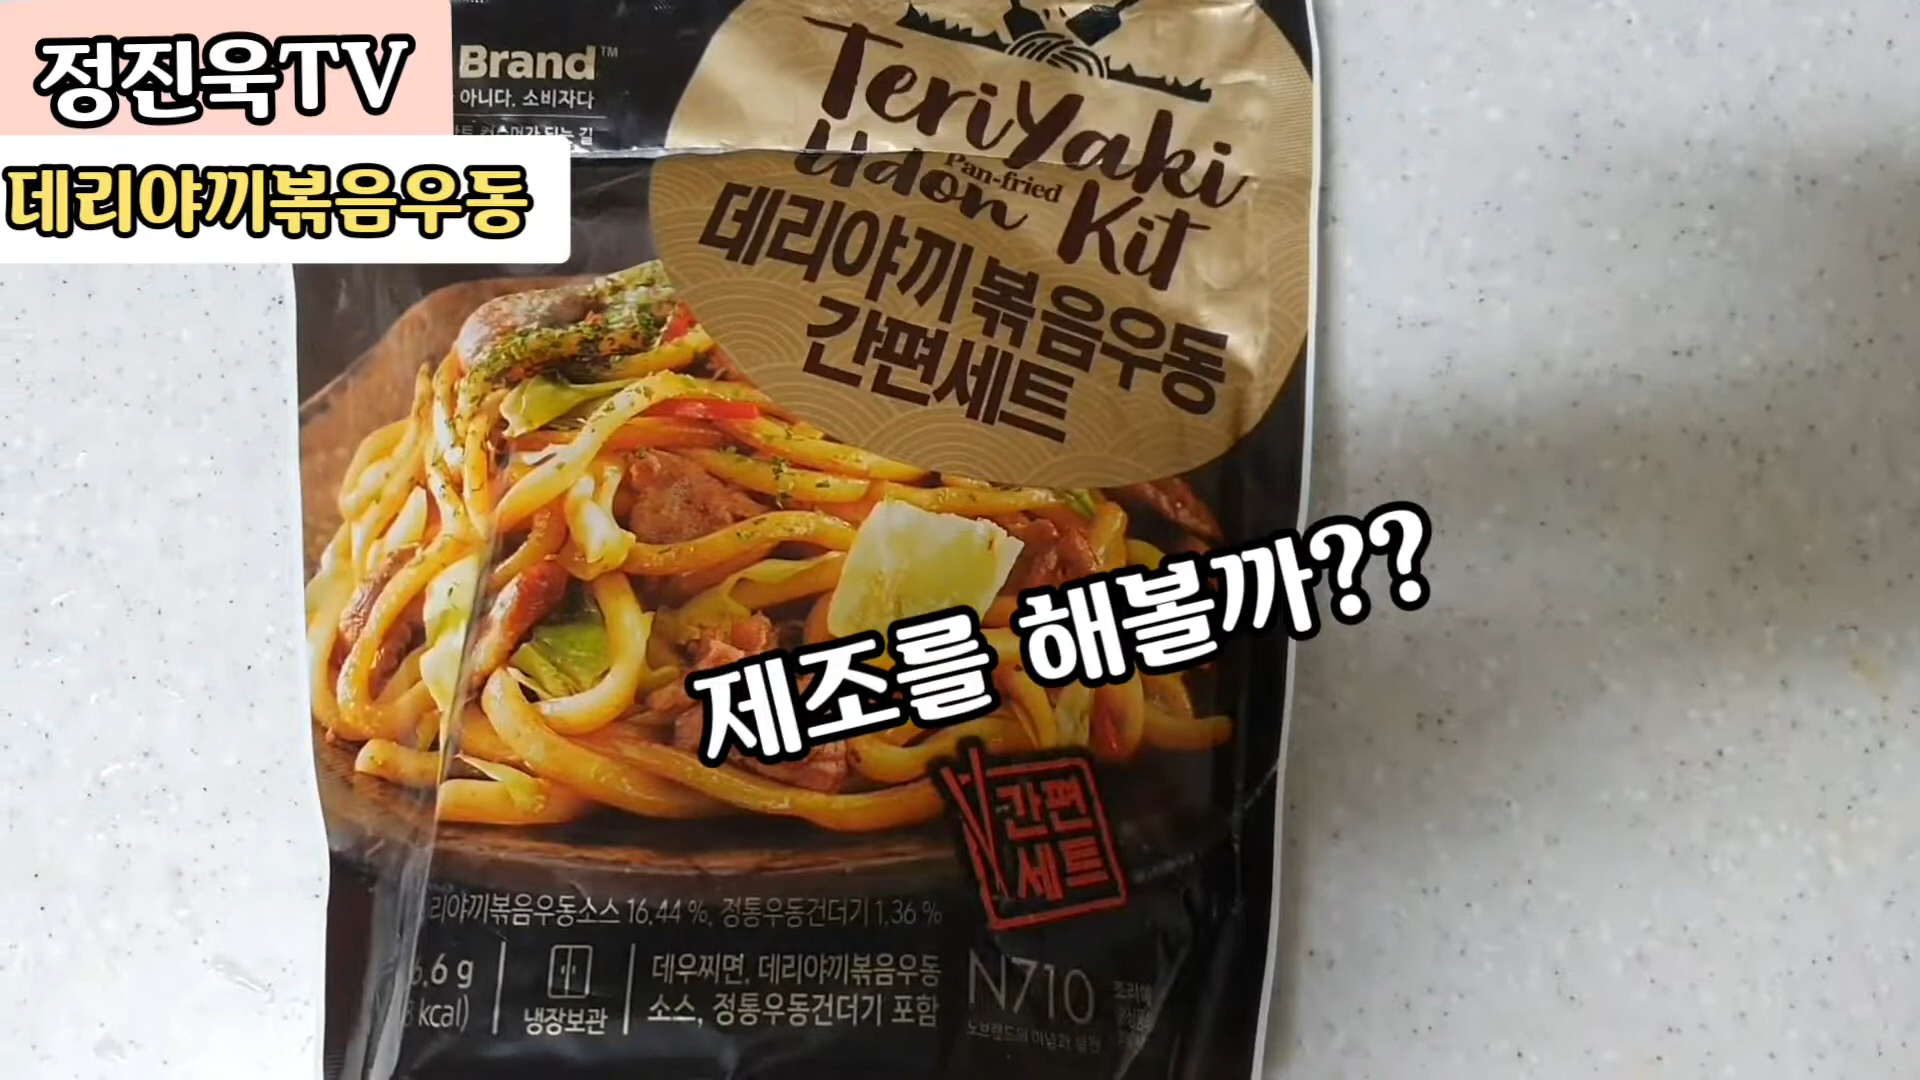 정진욱TV
데리야끼볶음우동
Brand™
아니다. 소비자다
TeriYaki
Pan-fried
Udon Kit
데리야끼 볶음우동
간편세트
제조를 해볼까??
간편
세트
리야끼볶음우동소스 16.44 %, 정통우동건더기 1.36 %
.6 g
kcal)
냉장보관
데우찌면, 데리야끼볶음우동
소스, 정통우동건더기 포함
N710